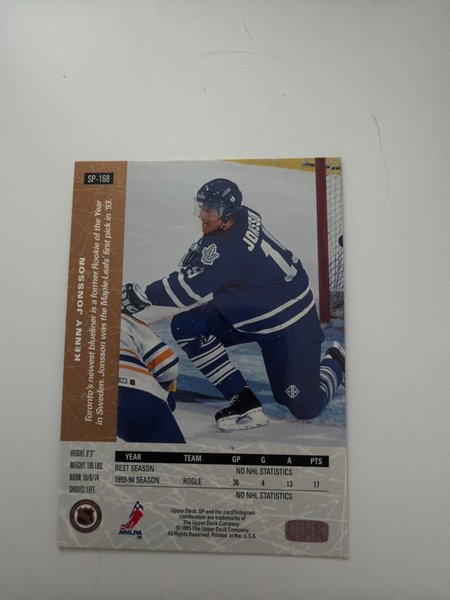 SP-168
KENNY JONSSON
Toronto's newest blueliner is a former Rookie of the Year
in Sweden. Jonsson was the Maple Leafs' first pick in '93.
JONSSON
HEIGHT: 6'3"
WEIGHT: 195 LBS.
BORN: 10/6/74
SHOOTS: LEFT
YEAR TEAM GP G A PTS
BEST SEASON NO NHL STATISTICS
1993-94 SEASON ROGLE 36 4 13 17
NO NHL STATISTICS
NHLPA
Upper Deck, SP and the card/hologram
combination are trademarks of
The Upper Deck Company.
© 1995 The Upper Deck Company.
All Rights Reserved. Printed in the U.S.A.